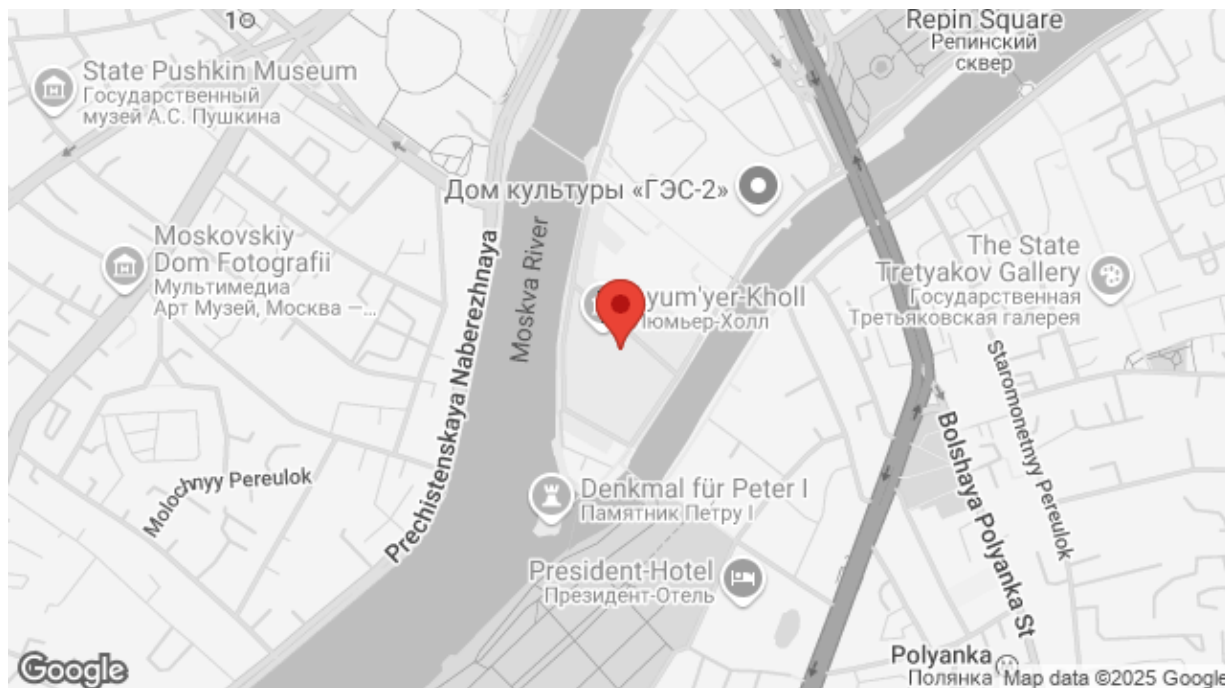 1
Repin Square
Репинский
сквер
State Pushkin Museum
Государственный
музей А.С. Пушкина
Дом культуры «ГЭС-2»
Moskovskiy
Dom Fotografii
Мультимедиа
Арт Музей, Москва —...
Moskva River
Prechistenskaya Naberezhnaya
The State
Tretyakov Gallery
Государственная
Третьяковская галерея
yum'yer-Kholl
Люмьер-Холл
Staromonetnyy Pereulok
Bolshaya Polyanka St
Molochnyy Pereulok
Denkmal für Peter I
Памятник Петру I
President-Hotel
Президент-Отель
Polyanka
Полянка
Google
Map data ©2025 Google